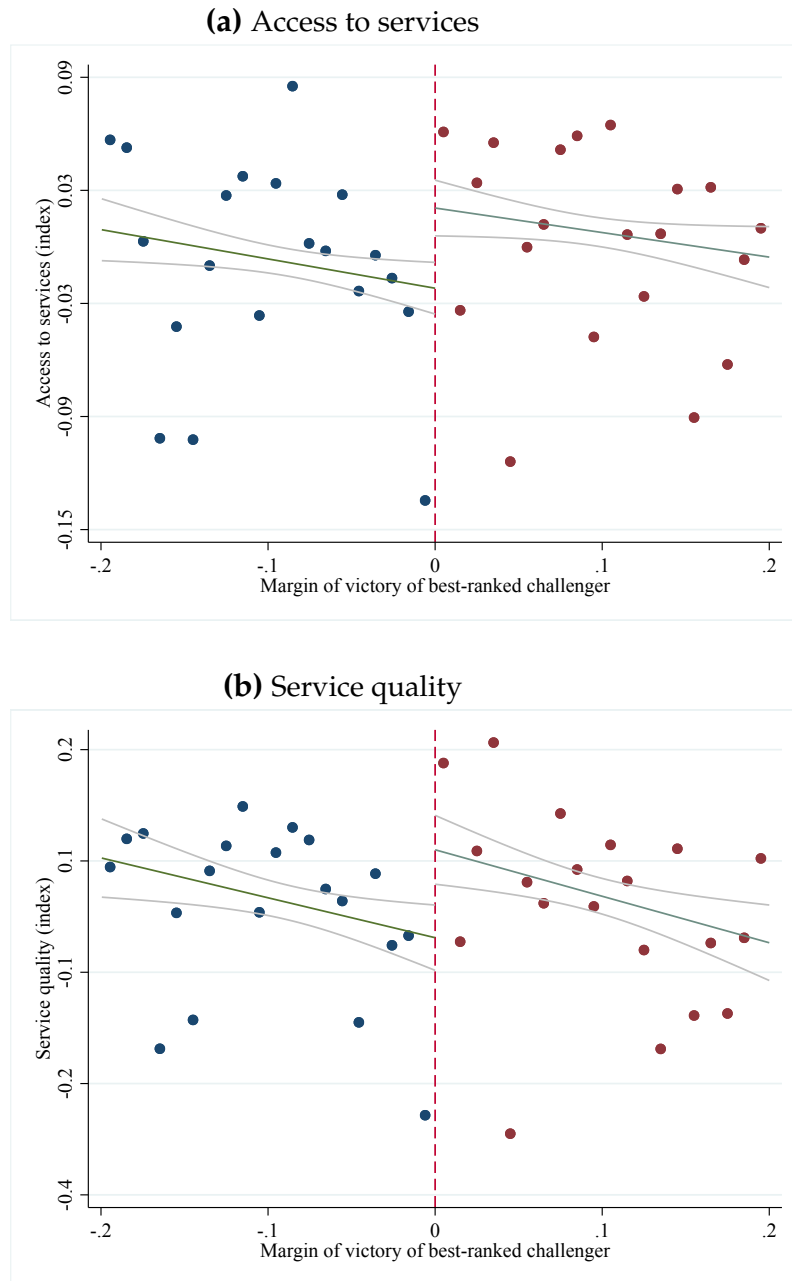 (a) Access to services
Access to services (index)
0.09
0.03
-0.03
-0.09
-0.15
-.2 -.1 0 .1 .2
Margin of victory of best-ranked challenger
(b) Service quality
Service quality (index)
0.2
0.1
-0.1
-0.2
-0.4
-.2 -.1 0 .1 .2
Margin of victory of best-ranked challenger